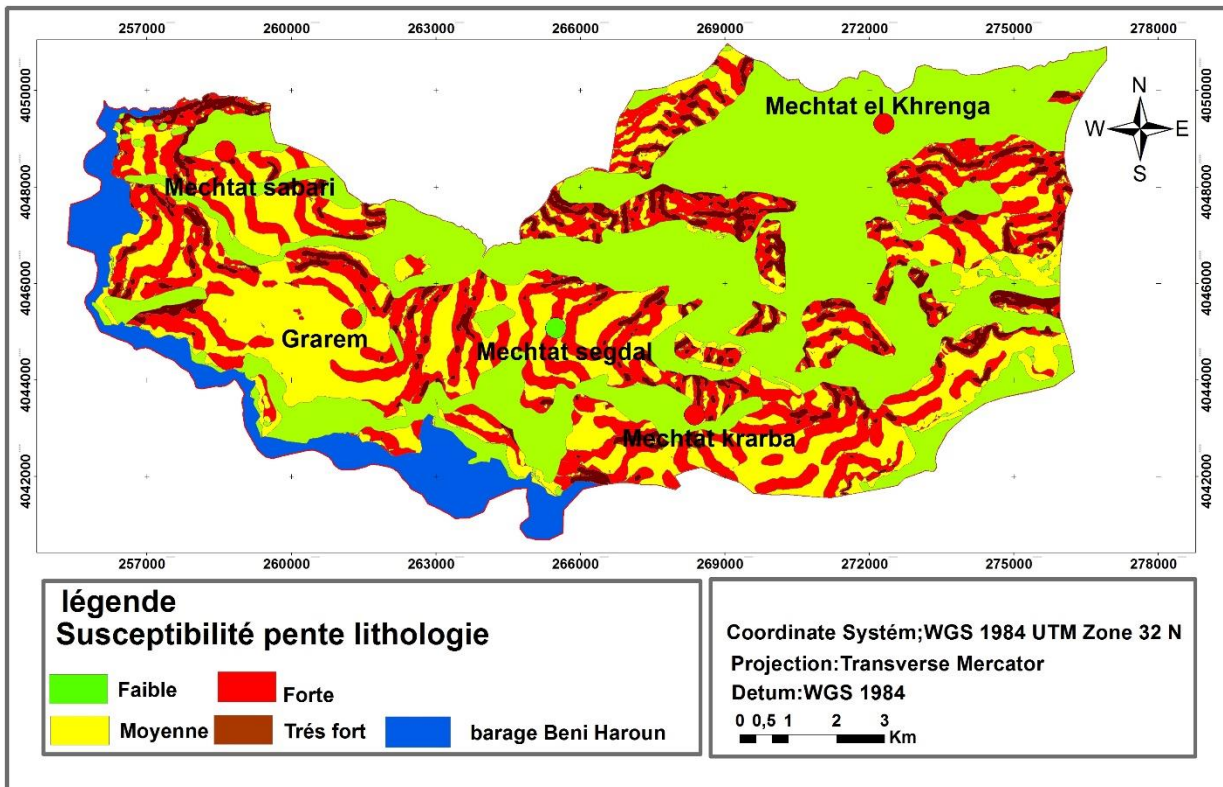 257000 260000 263000 266000 269000 272000 275000 278000
4050000 4050000
4048000 4048000
4046000 4046000
4044000 4044000
4042000 4042000
N
W E
S
Mechtat el Khrenga
Mechtat sabari
Grarem
Mechtat segdal
Mechtat krarba
257000 260000 263000 266000 269000 272000 275000 278000
légende
Susceptibilité pente lithologie
Faible
Forte
Moyenne
Trés fort
barage Beni Haroun
Coordinate Systém;WGS 1984 UTM Zone 32 N
Projection:Transverse Mercator
Detum:WGS 1984
0 0,5 1 2 3
Km